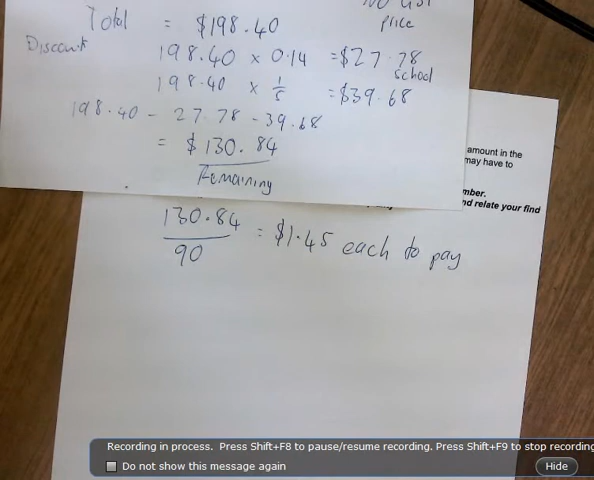 Total = $198.40
price
Discount 198.40 x 0.14 = $27.78
school
198.40 x 1/5 = $39.68
198.40 - 27.78 - 39.68
= $130.84
Remaining
130.84
90
= $1.45 each to pay
amount in the
may have to
mber.
nd relate your find
Recording in process. Press Shift+F8 to pause/resume recording. Press Shift+F9 to stop recording
Do not show this message again
Hide